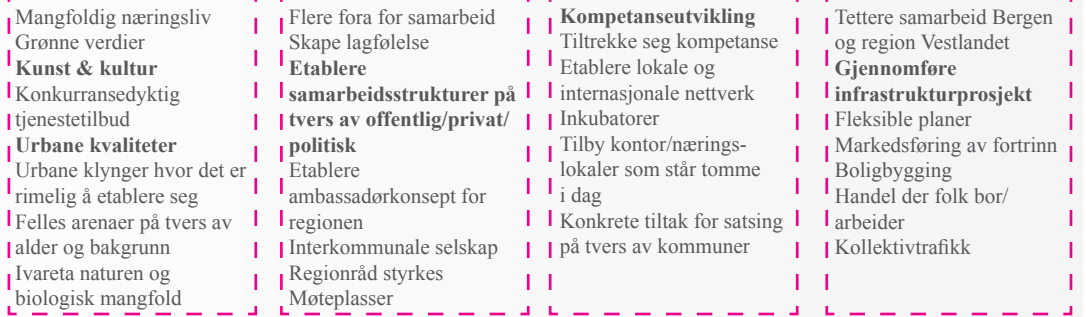 Mangfoldig næringsliv
Grønne verdier
Kunst & kultur
Konkurransedyktig
tjenestetilbud
Urbane kvaliteter
Urbane klynger hvor det er
rimelig å etablere seg
Felles arenaer på tvers av
alder og bakgrunn
Ivareta naturen og
biologisk mangfold
Flere fora for samarbeid
Skape lagfølelse
Etablere
samarbeidsstrukturer på
tvers av offentlig/privat/
politisk
Etablere
ambassadørkonsept for
regionen
Interkommunale selskap
Regionråd styrkes
Møteplasser
Kompetanseutvikling
Tiltrekke seg kompetanse
Etablere lokale og
internasjonale nettverk
Inkubatorer
Tilby kontor/nærings-
lokaler som står tomme
i dag
Konkrete tiltak for satsing
på tvers av kommuner
Tettere samarbeid Bergen
og region Vestlandet
Gjennomføre
infrastrukturprosjekt
Fleksible planer
Markedsføring av fortrinn
Boligbygging
Handel der folk bor/
arbeider
Kollektivtrafikk